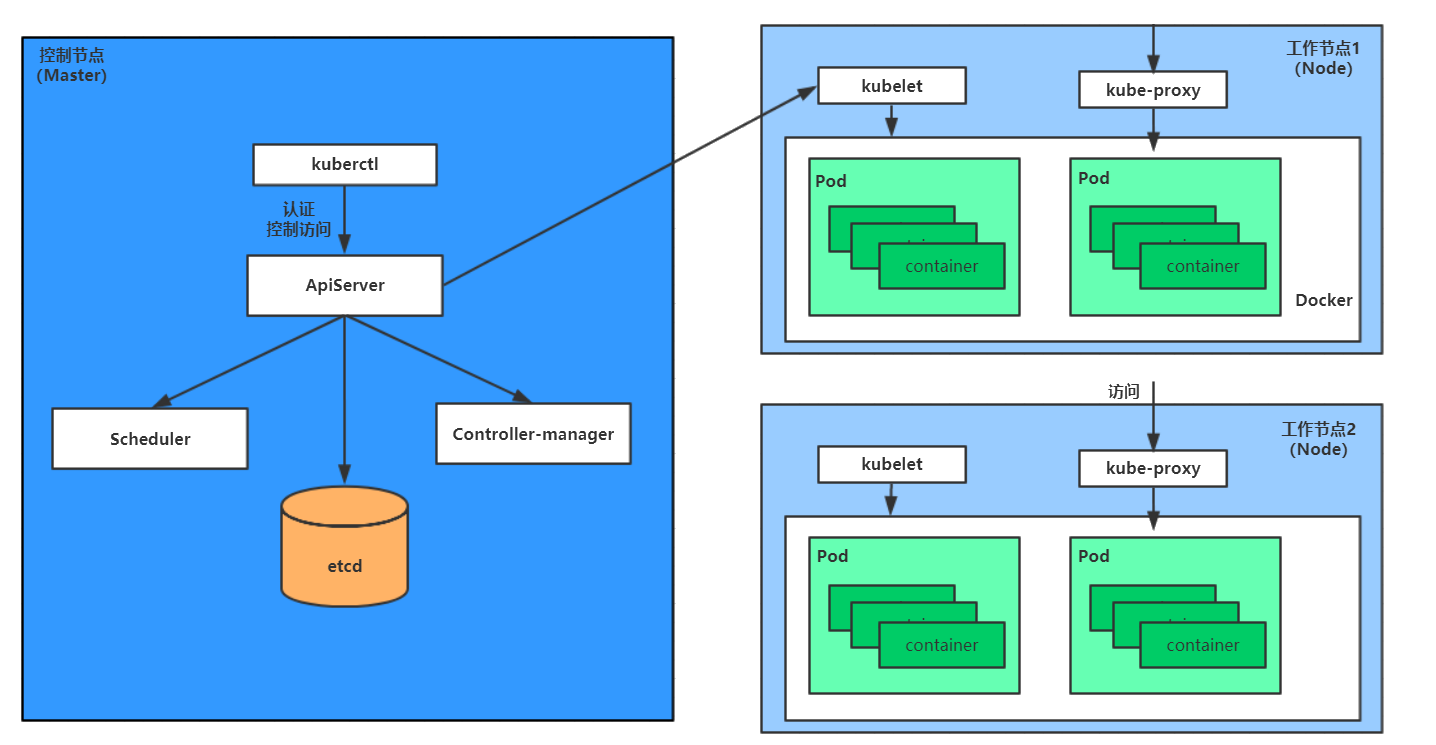 控制节点
（Master）
kuberctl
认证
控制访问
ApiServer
Scheduler
Controller-manager
etcd
工作节点1
（Node）
kubelet
kube-proxy
Pod
container
Pod
container
Docker
访问
工作节点2
（Node）
kubelet
kube-proxy
Pod
container
Pod
container